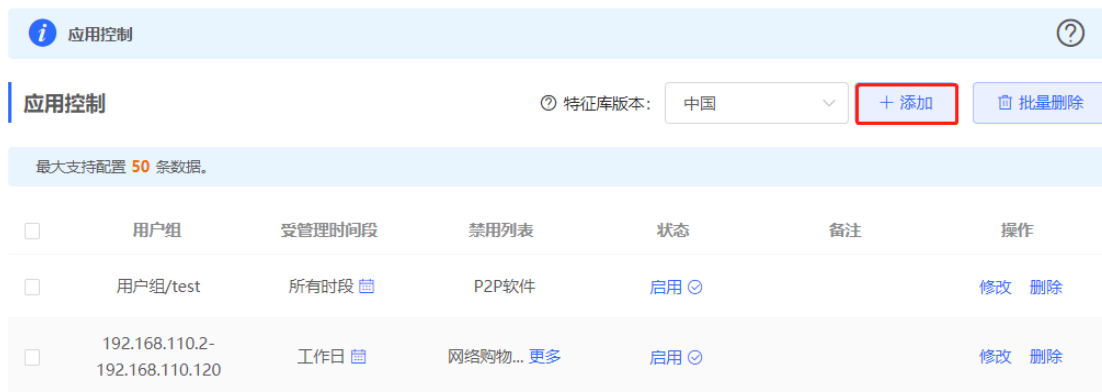 应用控制
应用控制
特征库版本： 中国 + 添加 批量删除
最大支持配置 50 条数据。
用户组 受管理时间段 禁用列表 状态 备注 操作
用户组/test 所有时段 P2P软件 启用 修改 删除
192.168.110.2-
192.168.110.120 工作日 网络购物... 更多 启用 修改 删除